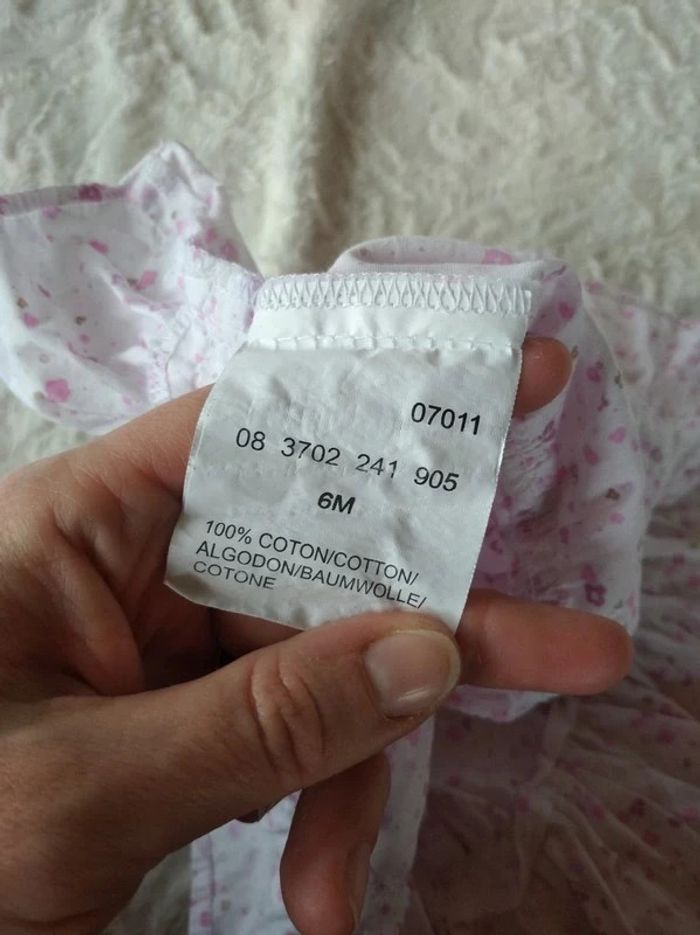 07011
08 3702 241 905
6M
100% COTON/COTTON/
ALGODON/BAUMWOLLE/
COTONE